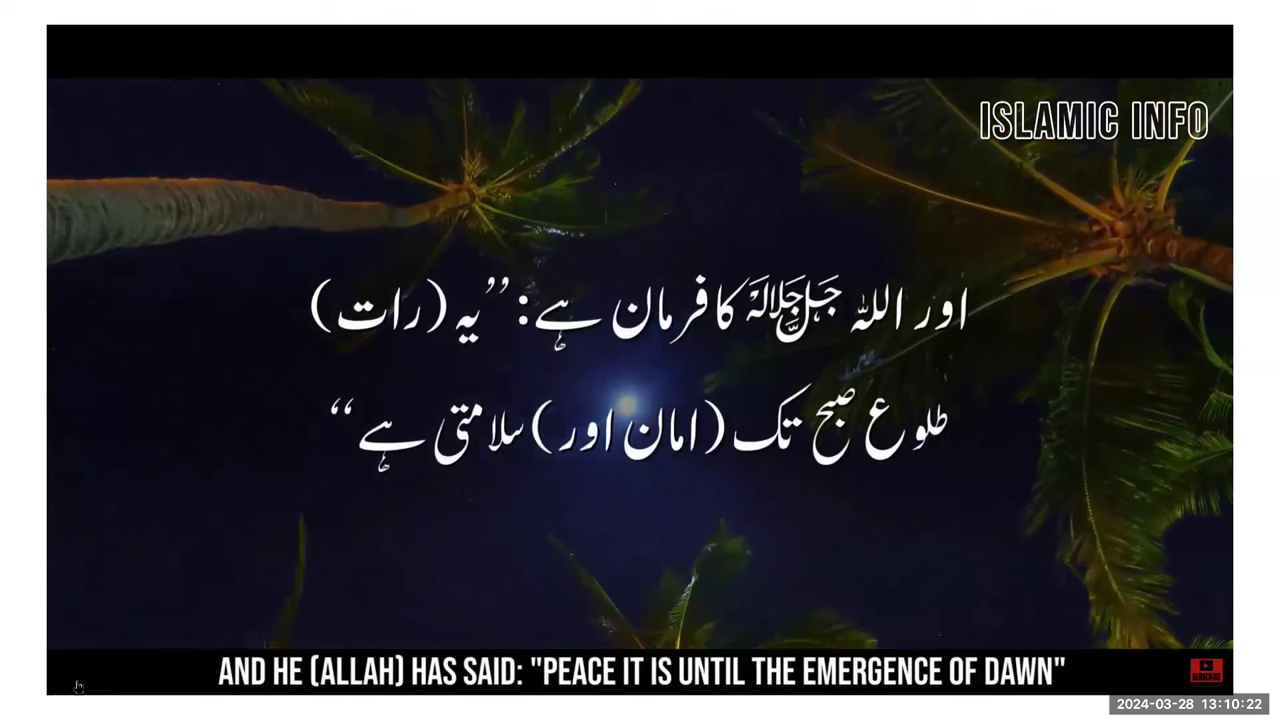 ISLAMIC INFO
اور اللہ جَلَّ جَلَالُہٗ کا فرمان ہے: ’’یہ (رات)
طلوع صبح تک (امان اور) سلامتی ہے‘‘
AND HE (ALLAH) HAS SAID: "PEACE IT IS UNTIL THE EMERGENCE OF DAWN"
SUBSCRIBE
2024-03-28 13:10:22